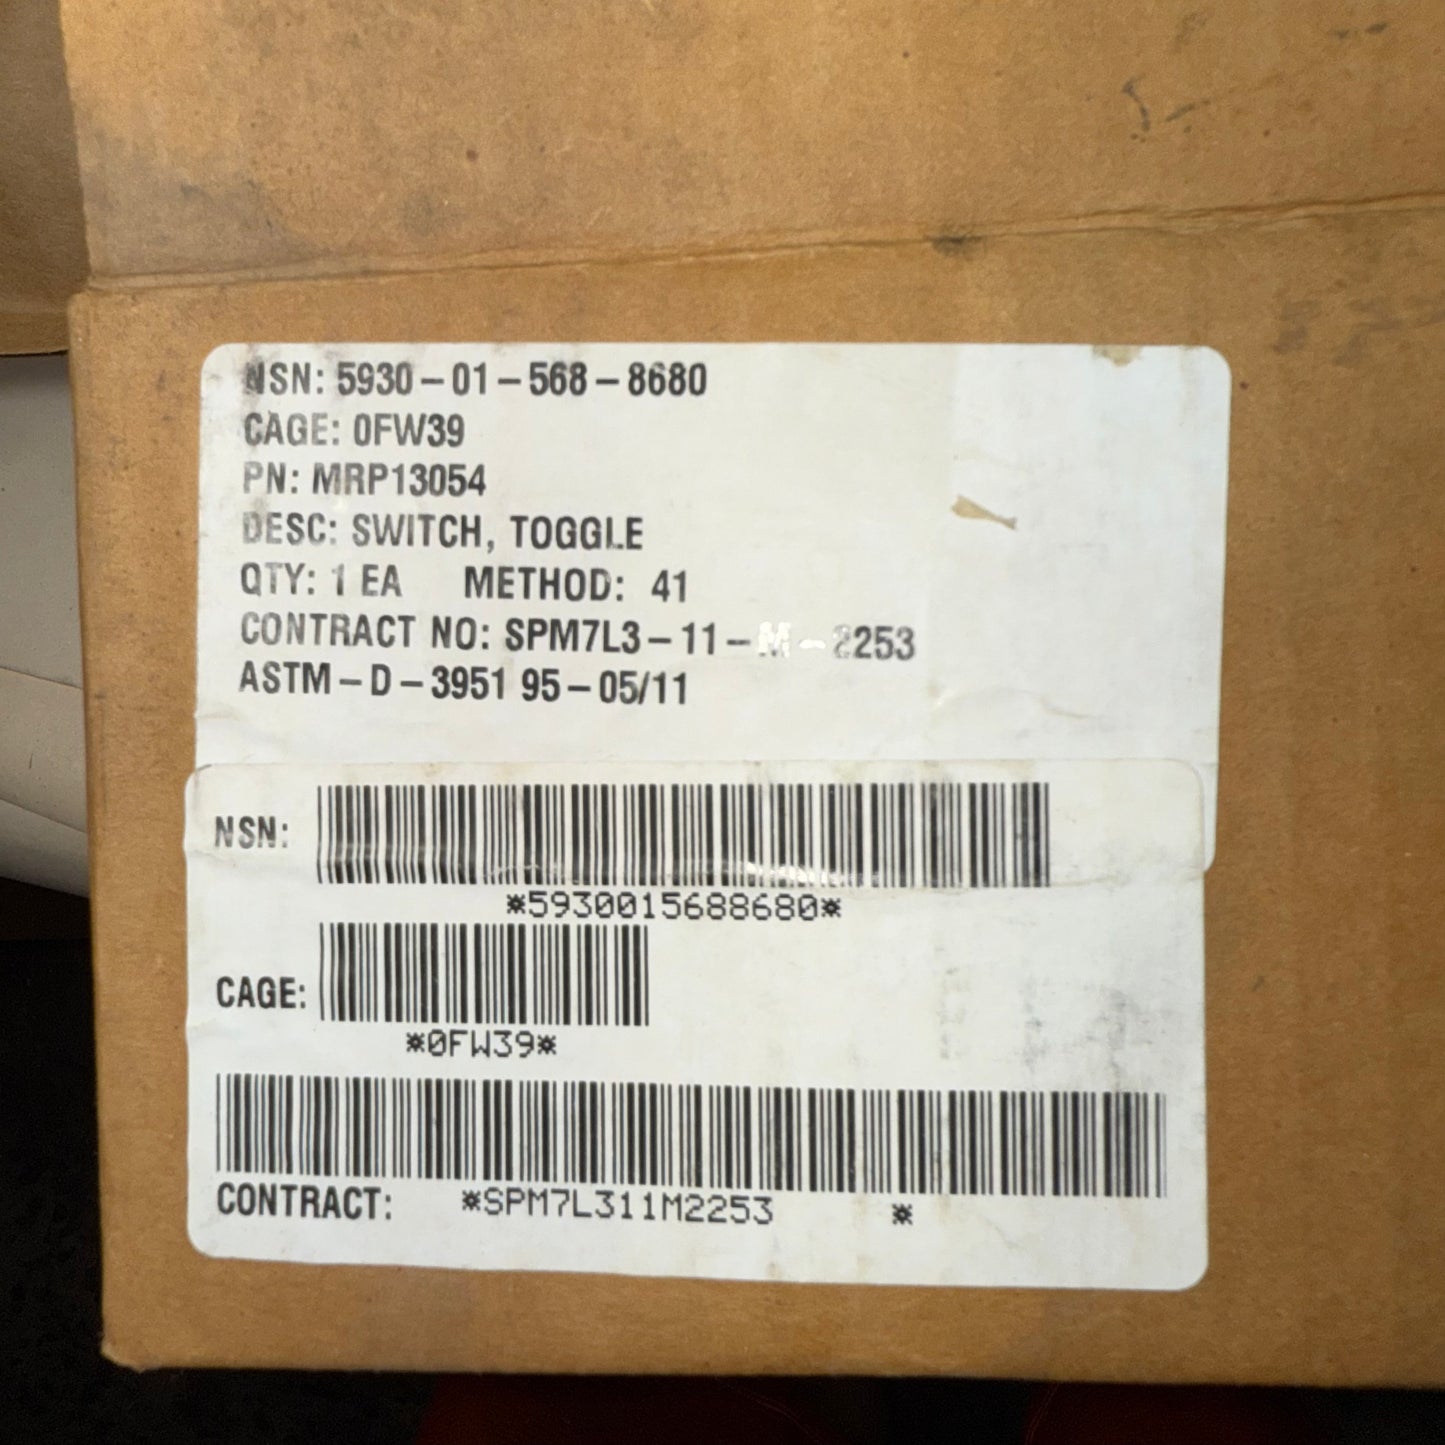 NSN: 5930-01-568-8680
CAGE: 0FW39
PN: MRP13054
DESC: SWITCH, TOGGLE
QTY: 1 EA METHOD: 41
CONTRACT NO: SPM7L3-11-M-2253
ASTM-D-3951 95-05/11
NSN:
*5930015688680*
CAGE:
*0FW39*
CONTRACT: *SPM7L311M2253 *